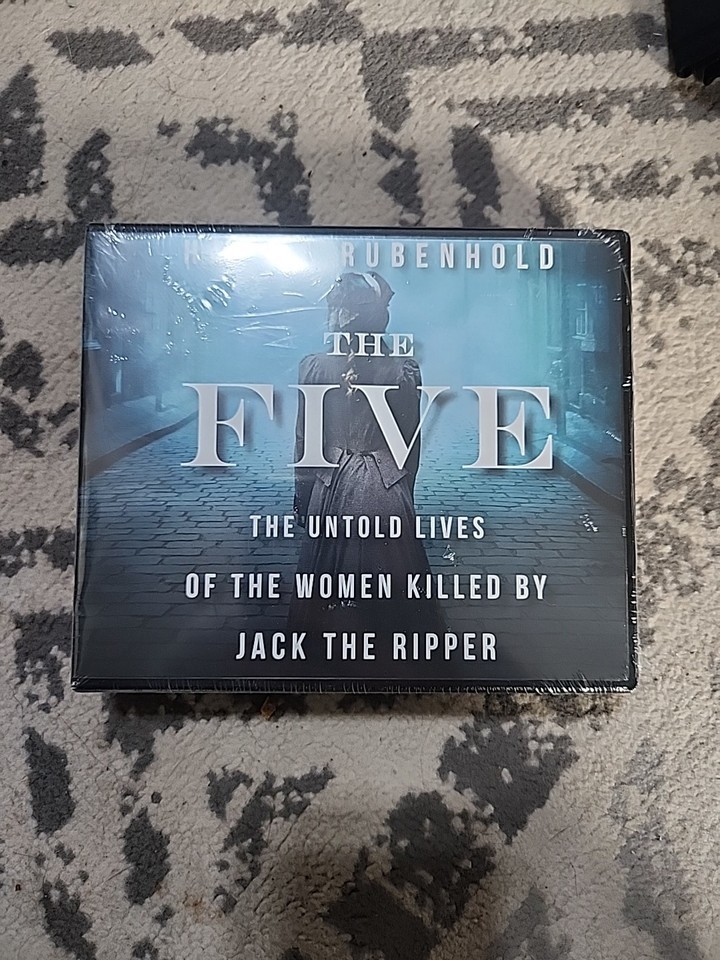 RUBENHOLD
THE
FIVE
THE UNTOLD LIVES
OF THE WOMEN KILLED BY
JACK THE RIPPER